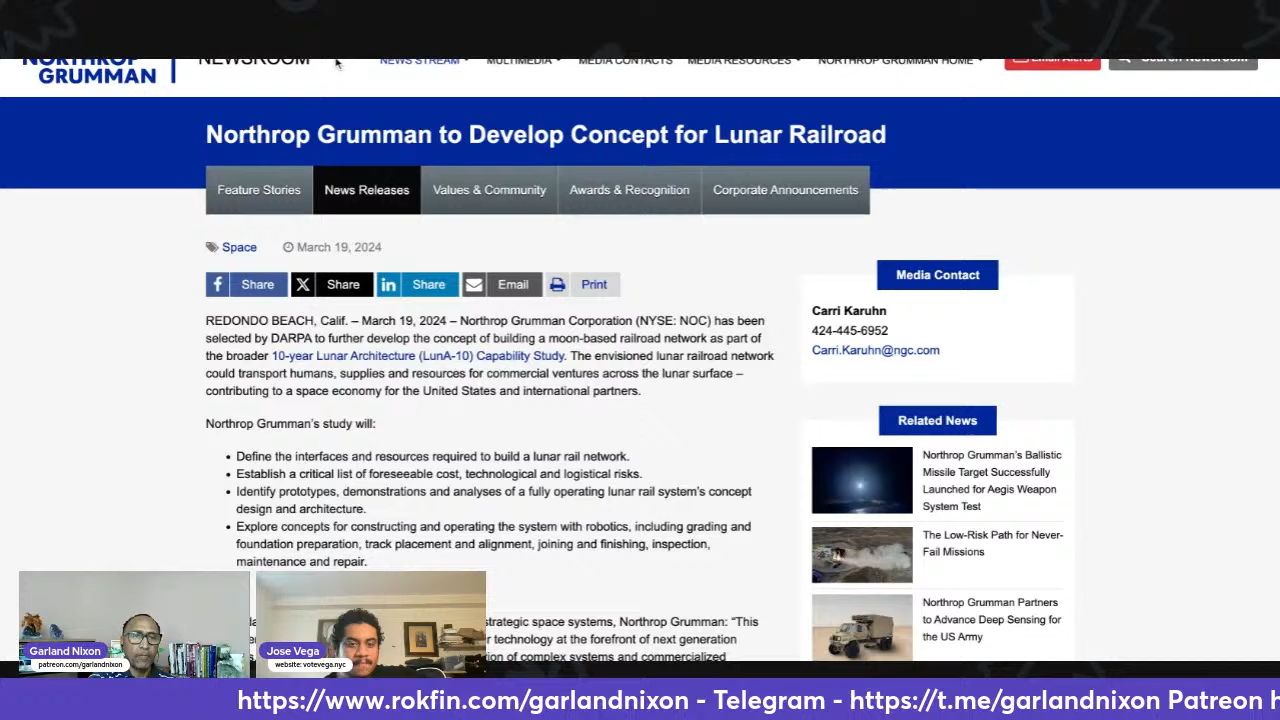 NORTHROP
GRUMMAN
NEWSROOM
NEWS STREAM
MULTIMEDIA
MEDIA CONTACTS
MEDIA RESOURCES
NORTHROP GRUMMAN HOME
Email Alerts
Search Newsroom
Northrop Grumman to Develop Concept for Lunar Railroad
Feature Stories
News Releases
Values & Community
Awards & Recognition
Corporate Announcements
Space
March 19, 2024
Share
Share
Share
Email
Print
REDONDO BEACH, Calif. – March 19, 2024 – Northrop Grumman Corporation (NYSE: NOC) has been
selected by DARPA to further develop the concept of building a moon-based railroad network as part of
the broader 10-year Lunar Architecture (LunA-10) Capability Study. The envisioned lunar railroad network
could transport humans, supplies and resources for commercial ventures across the lunar surface –
contributing to a space economy for the United States and international partners.
Northrop Grumman's study will:
• Define the interfaces and resources required to build a lunar rail network.
• Establish a critical list of foreseeable cost, technological and logistical risks.
• Identify prototypes, demonstrations and analyses of a fully operating lunar rail system's concept
design and architecture.
• Explore concepts for constructing and operating the system with robotics, including grading and
foundation preparation, track placement and alignment, joining and finishing, inspection,
maintenance and repair.
strategic space systems, Northrop Grumman: "This
technology at the forefront of next generation
of complex systems and commercialized
Media Contact
Carri Karuhn
424-445-6952
Carri.Karuhn@ngc.com
Related News
Northrop Grumman's Ballistic
Missile Target Successfully
Launched for Aegis Weapon
System Test
The Low-Risk Path for Never-
Fail Missions
Northrop Grumman Partners
to Advance Deep Sensing for
the US Army
Garland Nixon
patreon.com/garlandnixon
Jose Vega
website: votevega.nyc
https://www.rokfin.com/garlandnixon - Telegram - https://t.me/garlandnixon Patreon h